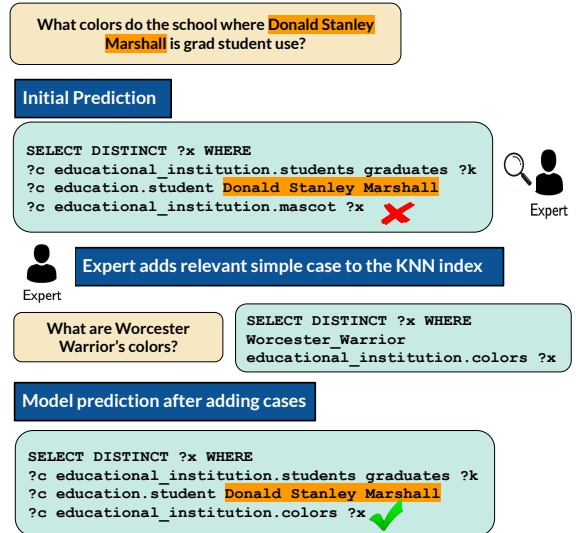 What colors do the school where Donald Stanley
Marshall is grad student use?
Initial Prediction
SELECT DISTINCT ?x WHERE
?c educational_institution.students graduates ?k
?c education.student Donald Stanley Marshall
?c educational_institution.mascot ?x
Expert
Expert
Expert adds relevant simple case to the KNN index
What are Worcester
Warrior's colors?
SELECT DISTINCT ?x WHERE
Worcester_Warrior
educational_institution.colors ?x
Model prediction after adding cases
SELECT DISTINCT ?x WHERE
?c educational_institution.students graduates ?k
?c education.student Donald Stanley Marshall
?c educational_institution.colors ?x